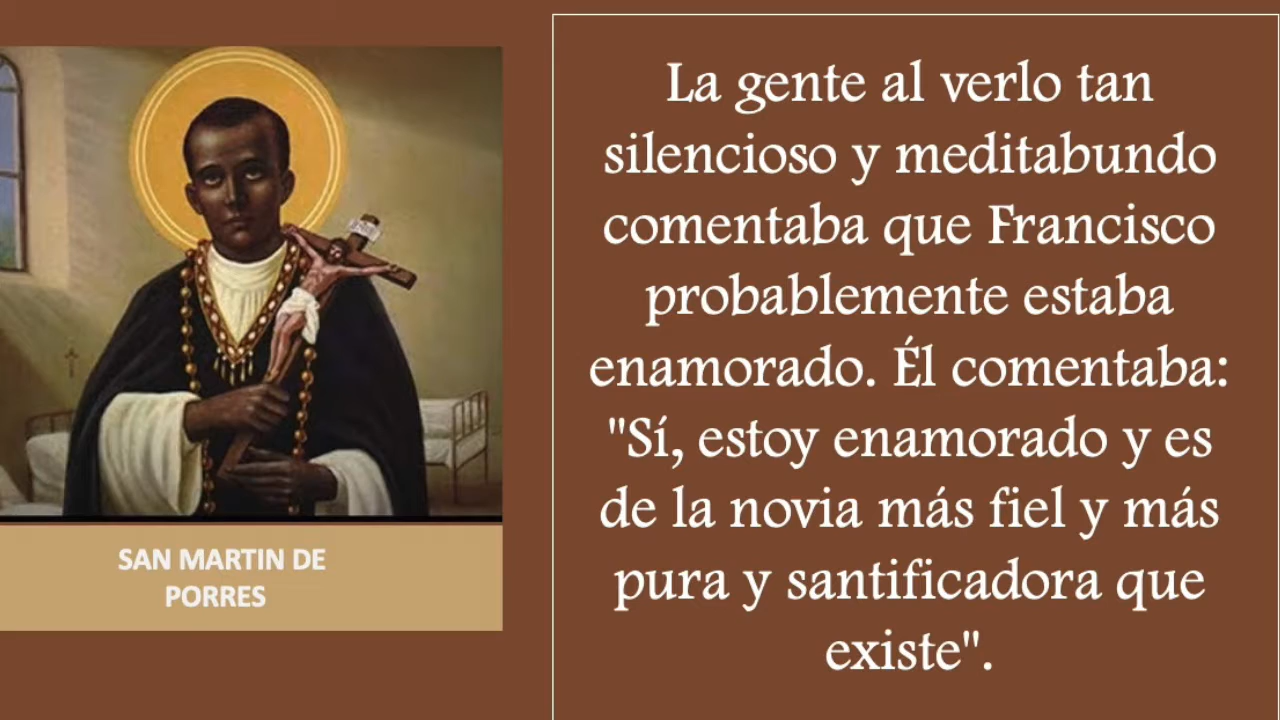 SAN MARTIN DE
PORRES
La gente al verlo tan
silencioso y meditabundo
comentaba que Francisco
probablemente estaba
enamorado. Él comentaba:
"Sí, estoy enamorado y es
de la novia más fiel y más
pura y santificadora que
existe".